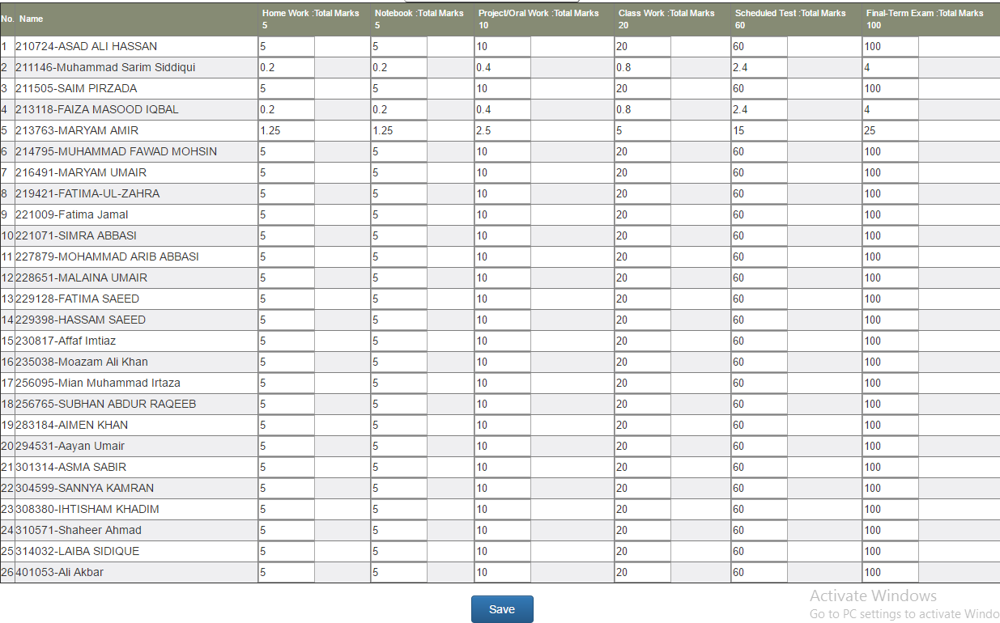 No. Name Home Work :Total Marks 5 Notebook :Total Marks 5 Project/Oral Work :Total Marks 10 Class Work :Total Marks 20 Scheduled Test :Total Marks 60 Final-Term Exam :Total Marks 100
1 210724-ASAD ALI HASSAN 5 5 10 20 60 100
2 211146-Muhammad Sarim Siddiqui 0.2 0.2 0.4 0.8 2.4 4
3 211505-SAIM PIRZADA 5 5 10 20 60 100
4 213118-FAIZA MASOOD IQBAL 0.2 0.2 0.4 0.8 2.4 4
5 213763-MARYAM AMIR 1.25 1.25 2.5 5 15 25
6 214795-MUHAMMAD FAWAD MOHSIN 5 5 10 20 60 100
7 216491-MARYAM UMAIR 5 5 10 20 60 100
8 219421-FATIMA-UL-ZAHRA 5 5 10 20 60 100
9 221009-Fatima Jamal 5 5 10 20 60 100
10 221071-SIMRA ABBASI 5 5 10 20 60 100
11 227879-MOHAMMAD ARIB ABBASI 5 5 10 20 60 100
12 228651-MALAINA UMAIR 5 5 10 20 60 100
13 229128-FATIMA SAEED 5 5 10 20 60 100
14 229398-HASSAM SAEED 5 5 10 20 60 100
15 230817-Affaf Imtiaz 5 5 10 20 60 100
16 235038-Moazam Ali Khan 5 5 10 20 60 100
17 256095-Mian Muhammad Irtaza 5 5 10 20 60 100
18 256765-SUBHAN ABDUR RAQEEB 5 5 10 20 60 100
19 283184-AIMEN KHAN 5 5 10 20 60 100
20 294531-Aayan Umair 5 5 10 20 60 100
21 301314-ASMA SABIR 5 5 10 20 60 100
22 304599-SANNYA KAMRAN 5 5 10 20 60 100
23 308380-IHTISHAM KHADIM 5 5 10 20 60 100
24 310571-Shaheer Ahmad 5 5 10 20 60 100
25 314032-LAIBA SIDIQUE 5 5 10 20 60 100
26 401053-Ali Akbar 5 5 10 20 60 100
Save
Activate Windows
Go to PC settings to activate Windo